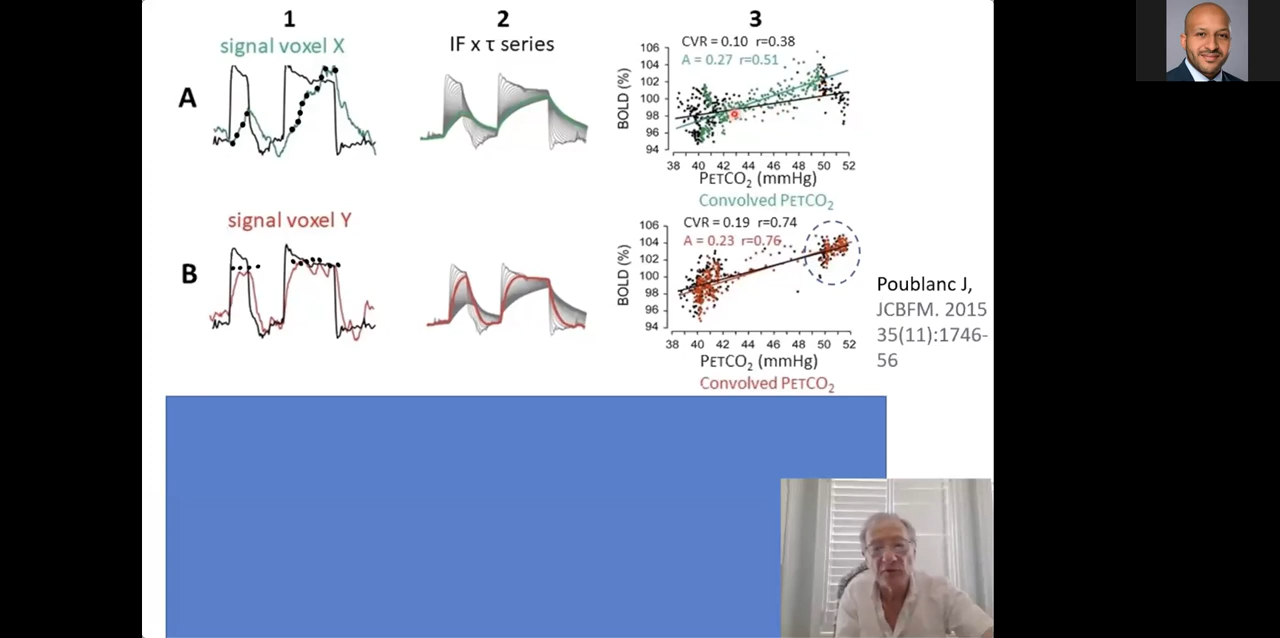 1
2
3
signal voxel X
IF x τ series
A
CVR = 0.10 r=0.38
A = 0.27 r=0.51
BOLD (%)
106
104
102
100
98
96
94
38 40 42 44 46 48 50 52
PETCO₂ (mmHg)
Convolved PETCO₂
signal voxel Y
B
CVR = 0.19 r=0.74
A = 0.23 r=0.76
BOLD (%)
106
104
102
100
98
96
94
38 40 42 44 46 48 50 52
PETCO₂ (mmHg)
Convolved PETCO₂
Poublanc J,
JCBFM. 2015
35(11):1746-
56